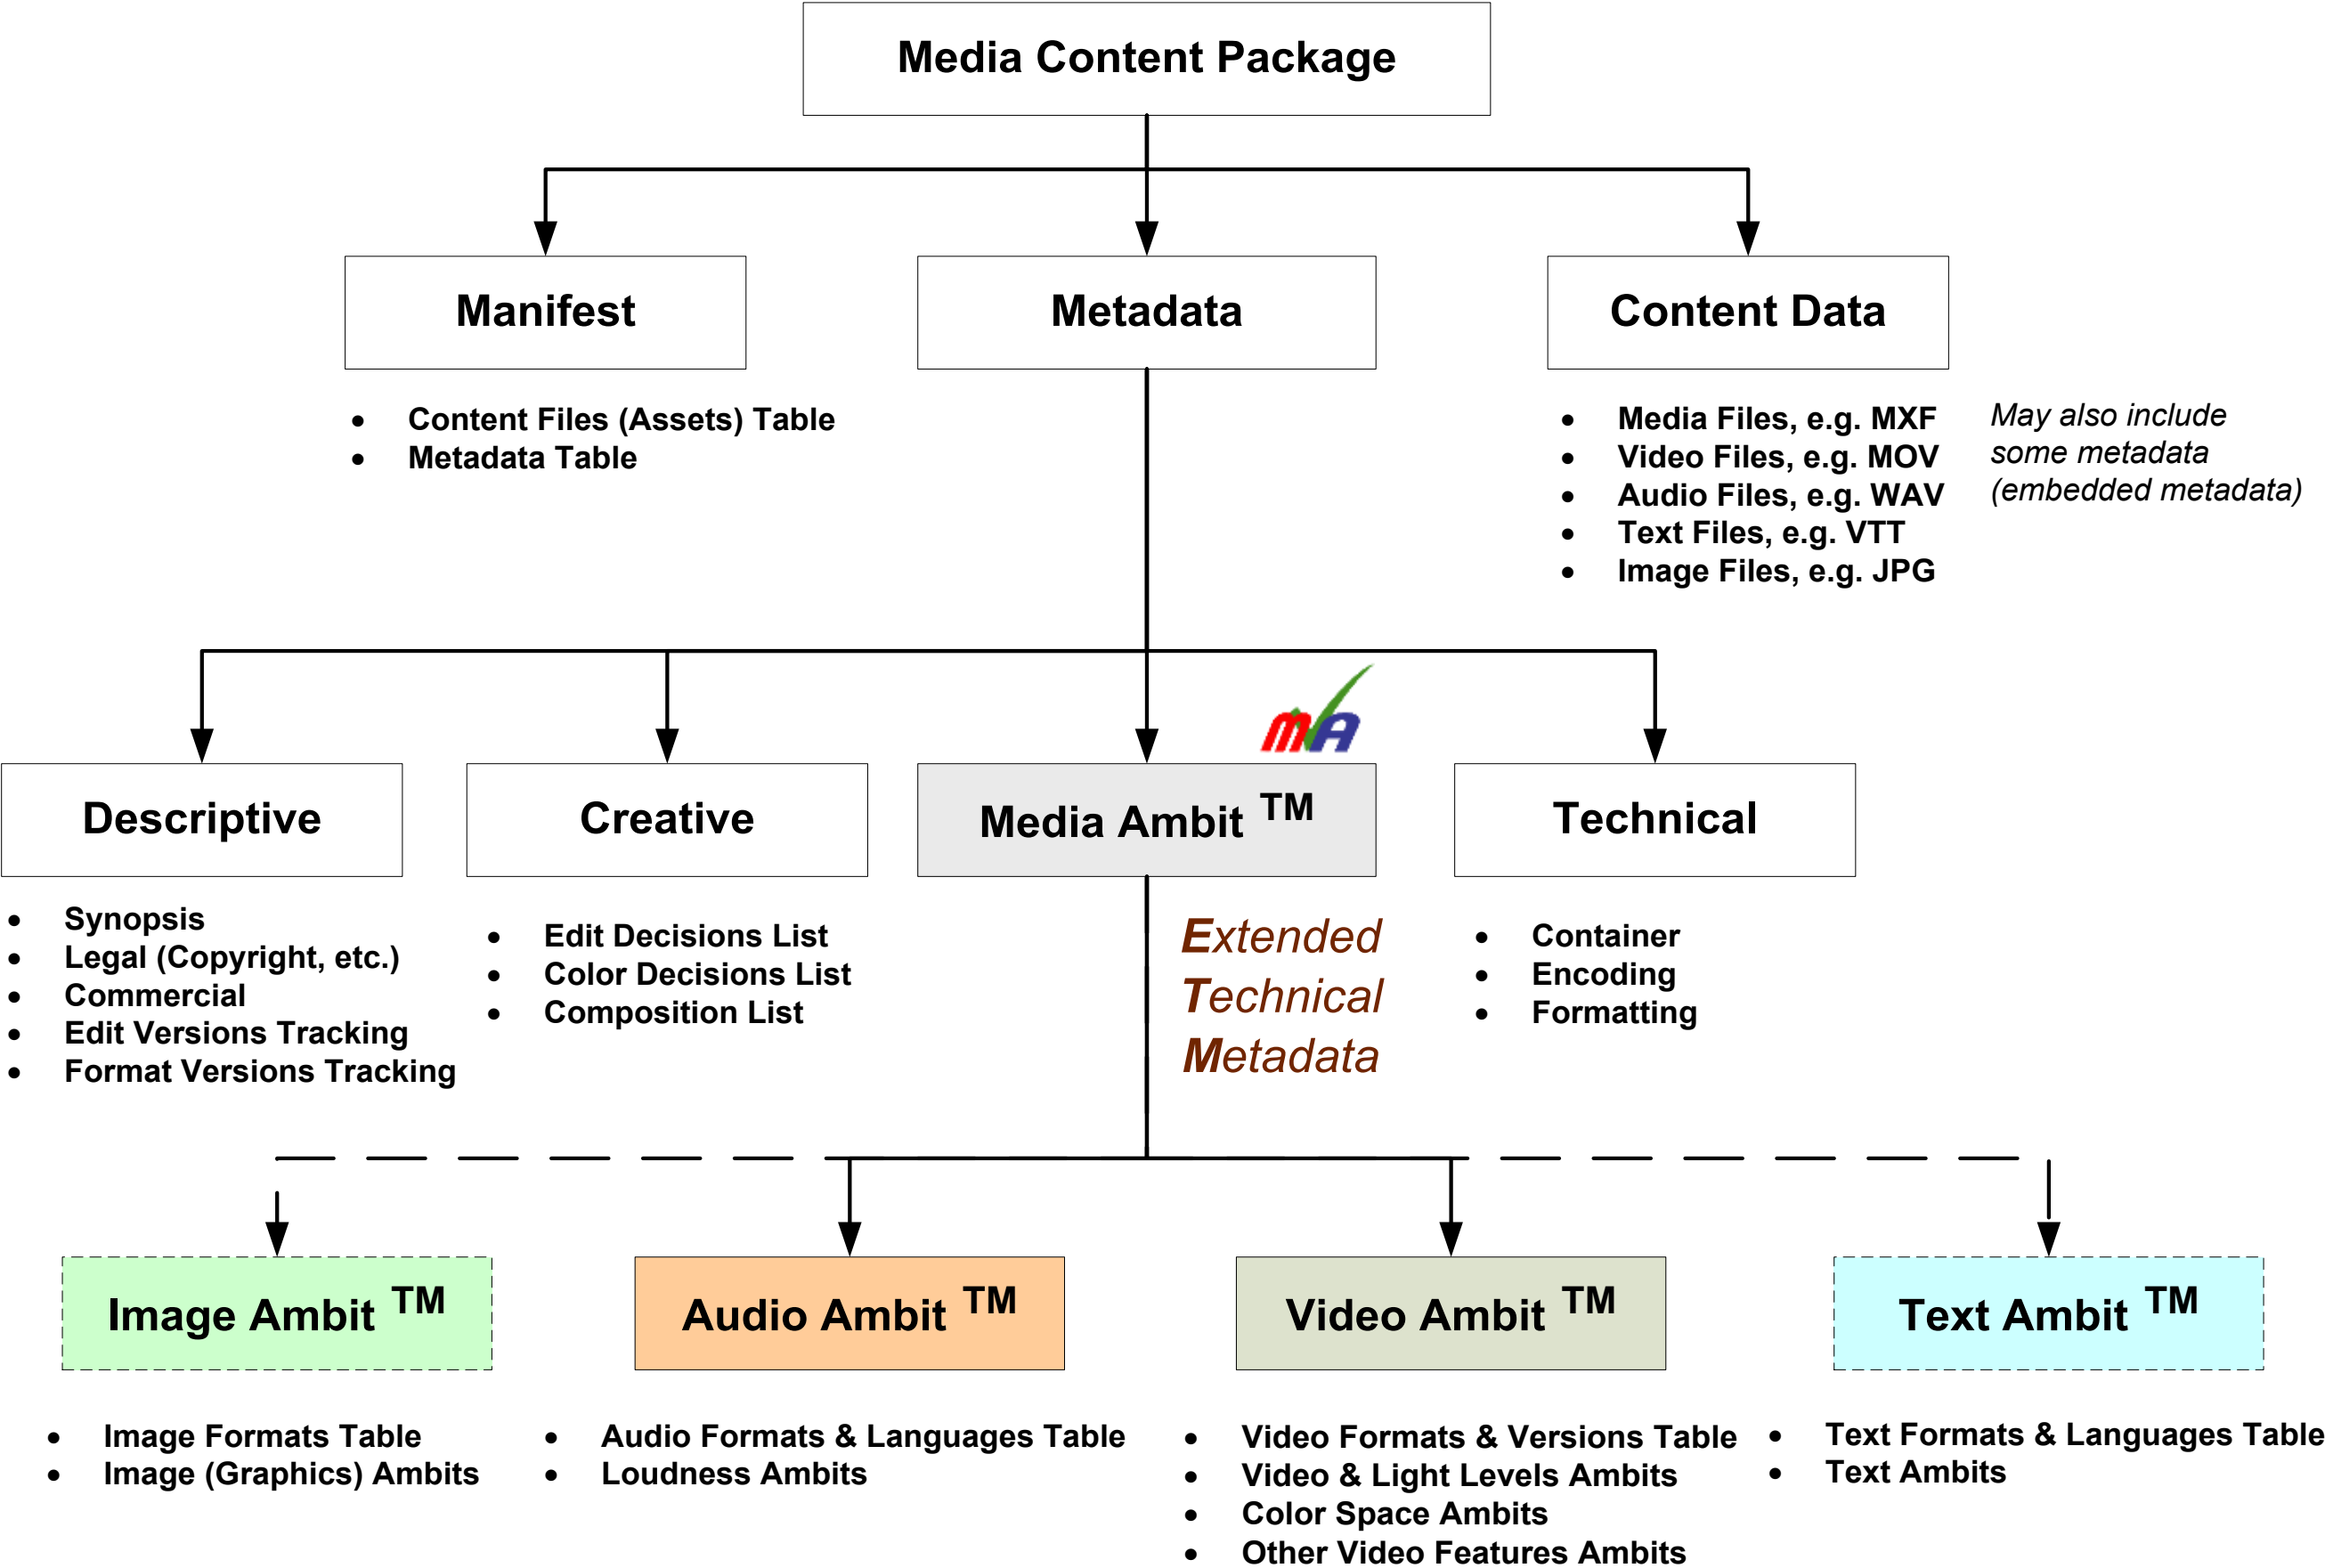 Media Content Package
Manifest
Metadata
Content Data
• Content Files (Assets) Table
• Metadata Table
• Media Files, e.g. MXF
• Video Files, e.g. MOV
• Audio Files, e.g. WAV
• Text Files, e.g. VTT
• Image Files, e.g. JPG
May also include
some metadata
(embedded metadata)
MA
Descriptive
Creative
Media Ambit TM
Technical
• Synopsis
• Legal (Copyright, etc.)
• Commercial
• Edit Versions Tracking
• Format Versions Tracking
• Edit Decisions List
• Color Decisions List
• Composition List
Extended
Technical
Metadata
• Container
• Encoding
• Formatting
Image Ambit TM
Audio Ambit TM
Video Ambit TM
Text Ambit TM
• Image Formats Table
• Image (Graphics) Ambits
• Audio Formats & Languages Table
• Loudness Ambits
• Video Formats & Versions Table
• Video & Light Levels Ambits
• Color Space Ambits
• Other Video Features Ambits
• Text Formats & Languages Table
• Text Ambits